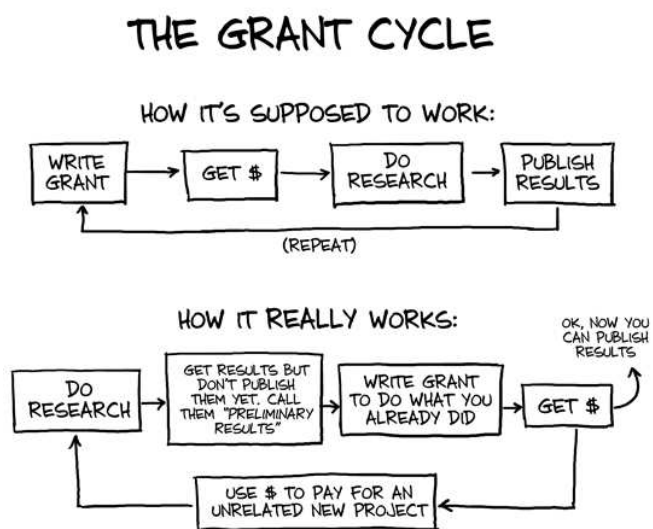 THE GRANT CYCLE
HOW IT'S SUPPOSED TO WORK:
WRITE
GRANT
GET $
DO
RESEARCH
PUBLISH
RESULTS
(REPEAT)
HOW IT REALLY WORKS:
DO
RESEARCH
GET RESULTS BUT
DON'T PUBLISH
THEM YET. CALL
THEM "PRELIMINARY
RESULTS"
WRITE GRANT
TO DO WHAT YOU
ALREADY DID
GET $
OK, NOW YOU
CAN PUBLISH
RESULTS
USE $ TO PAY FOR AN
UNRELATED NEW PROJECT